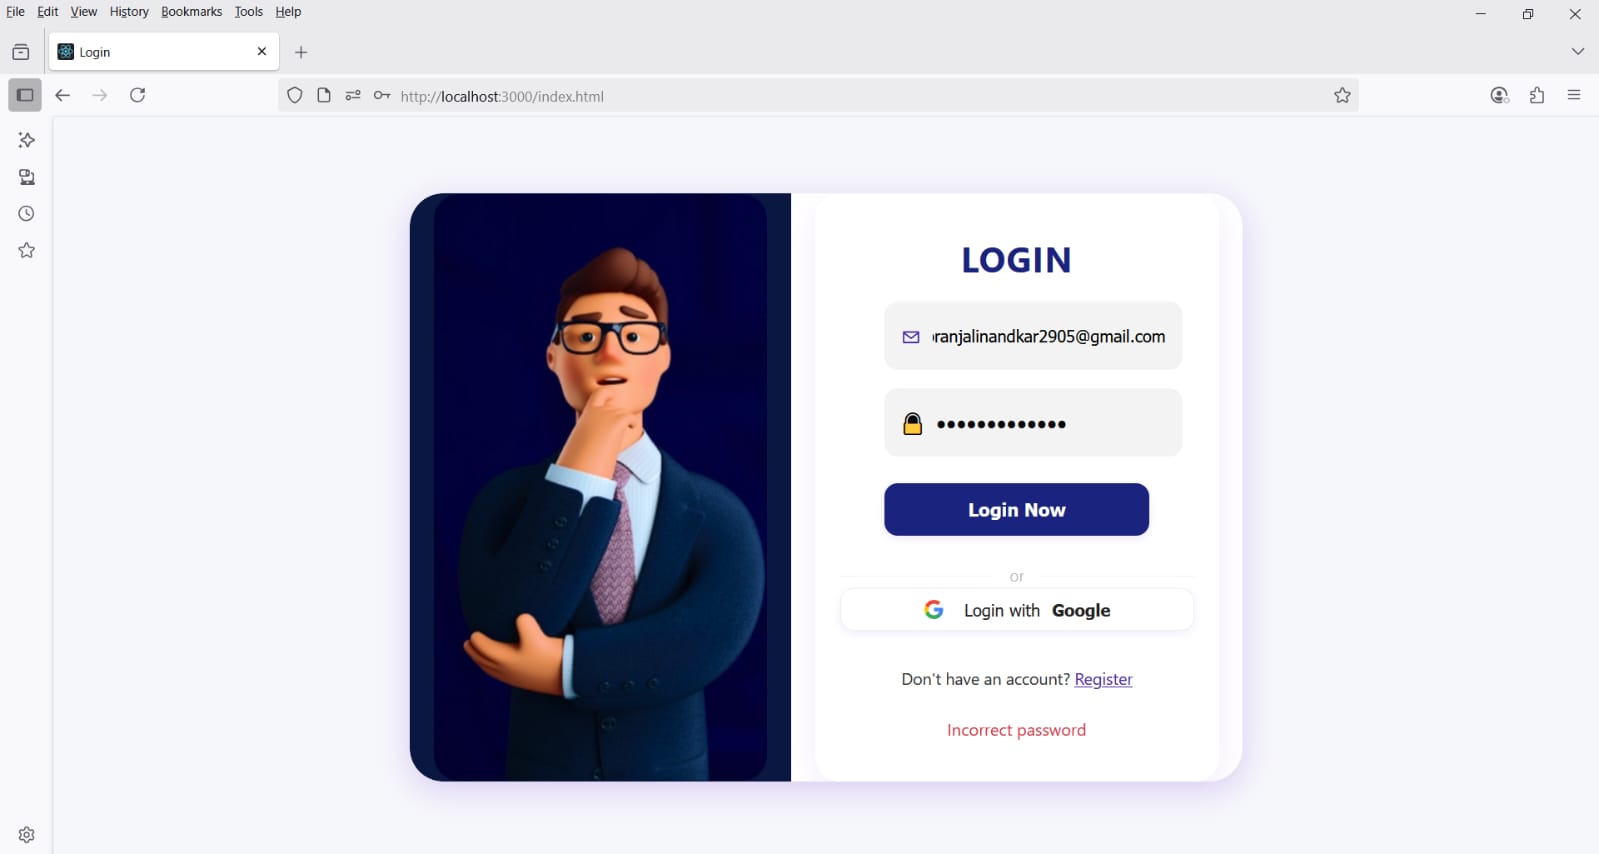 File Edit View History Bookmarks Tools Help
Login
http://localhost:3000/index.html
LOGIN
ranjalinandkar2905@gmail.com
Login Now
or
Login with Google
Don't have an account? Register
Incorrect password